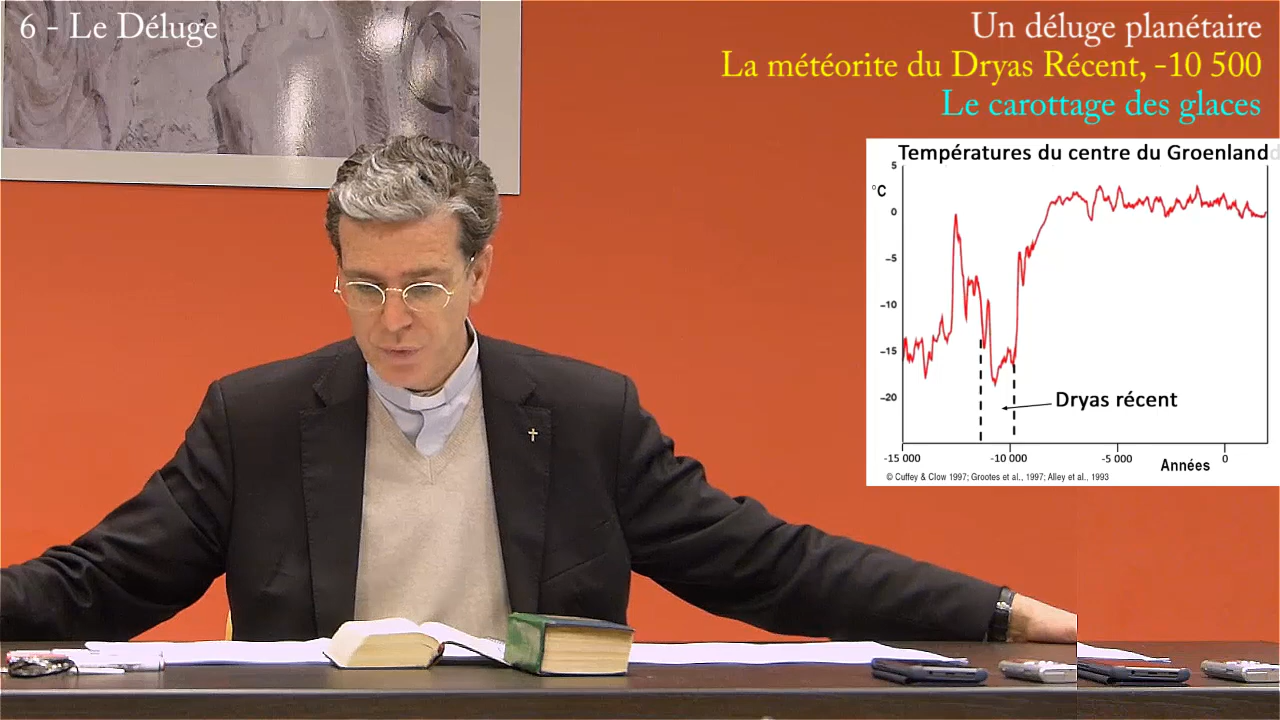 6 - Le Déluge
Un déluge planétaire
La météorite du Dryas Récent, -10 500
Le carottage des glaces
Températures du centre du Groenland
5
°C
0
-5
-10
-15
-20
Dryas récent
-15 000 -10 000 -5 000 0
Années
© Cuffey & Clow 1997; Grootes et al., 1997; Alley et al., 1993